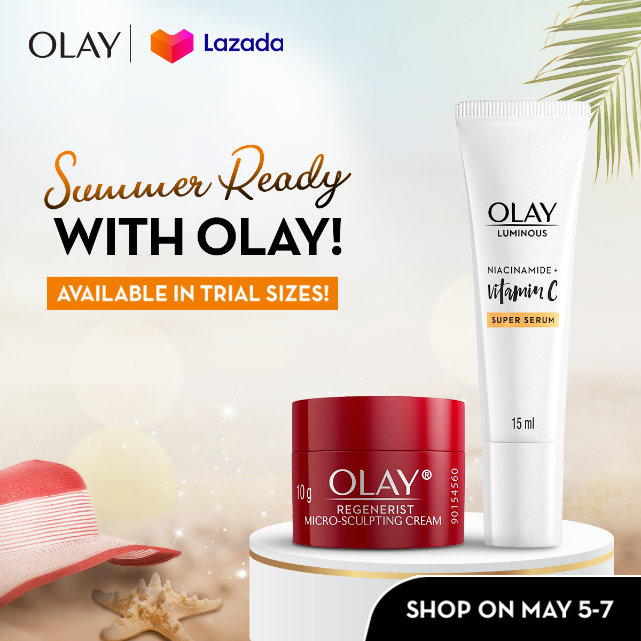 OLAY
Lazada
Summer Ready
WITH OLAY!
AVAILABLE IN TRIAL SIZES!
OLAY
LUMINOUS
NIACINAMIDE +
Vitamin C
SUPER SERUM
15 ml
10 g
OLAY®
REGENERIST
MICRO-SCULPTING CREAM
90154560
SHOP ON MAY 5-7